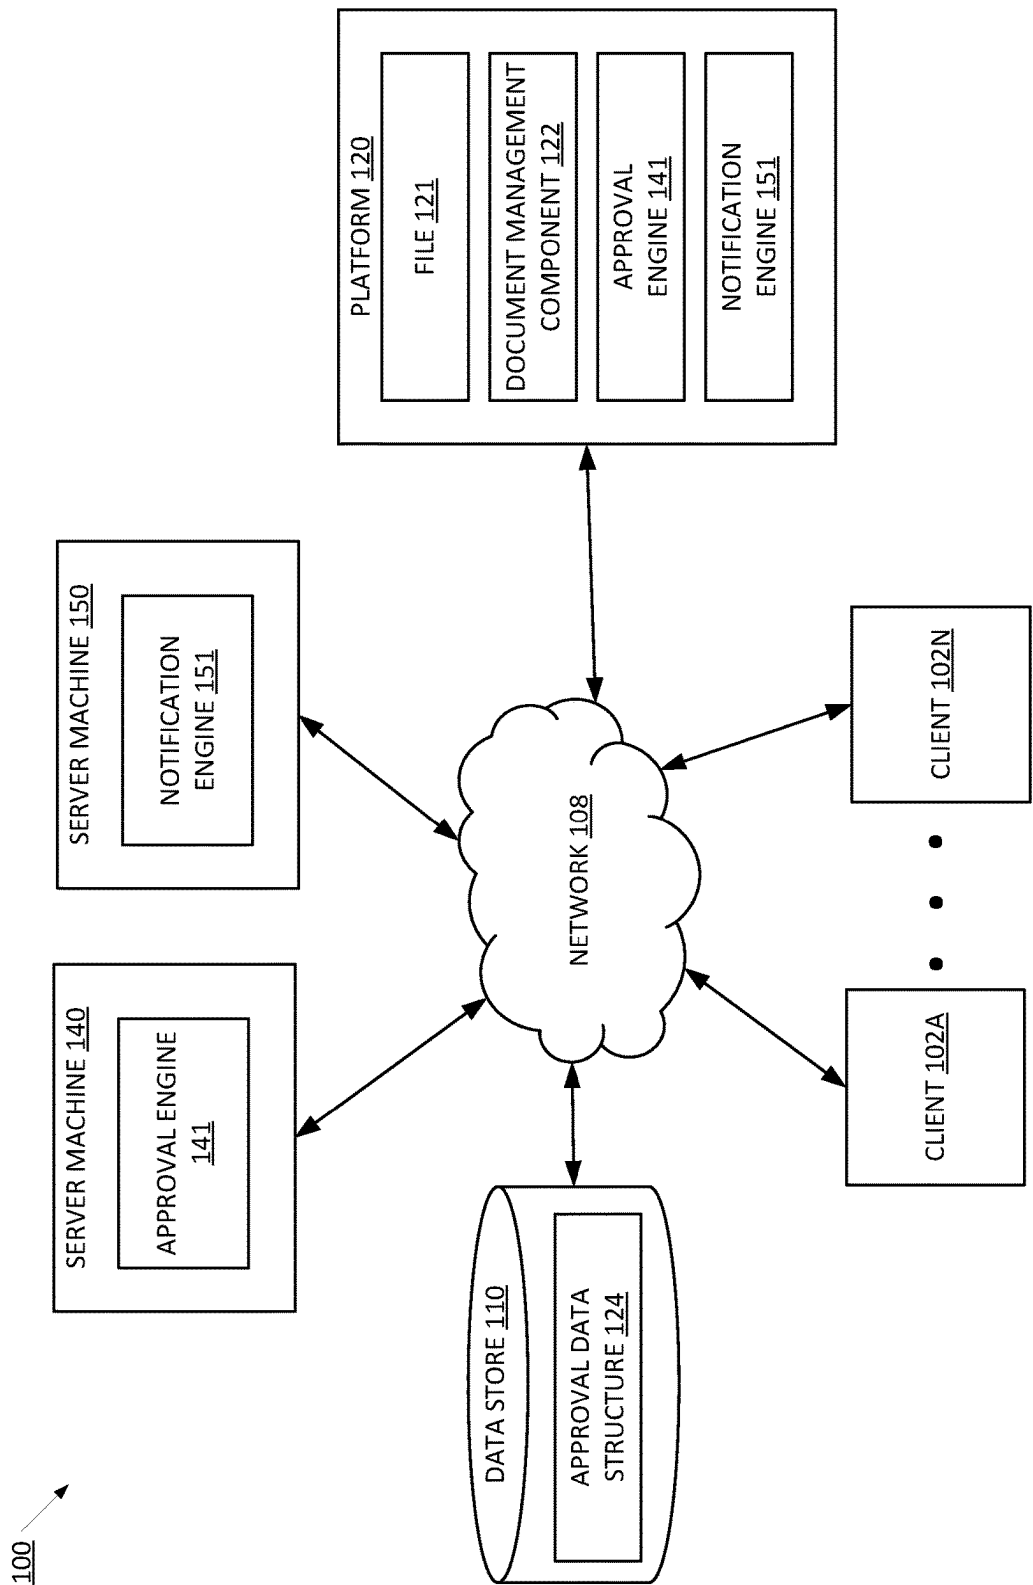 100
SERVER MACHINE 140
APPROVAL ENGINE
141
SERVER MACHINE 150
NOTIFICATION
ENGINE 151
PLATFORM 120
FILE 121
DOCUMENT MANAGEMENT
COMPONENT 122
APPROVAL
ENGINE 141
NOTIFICATION
ENGINE 151
DATA STORE 110
APPROVAL DATA
STRUCTURE 124
NETWORK 108
CLIENT 102A
CLIENT 102N